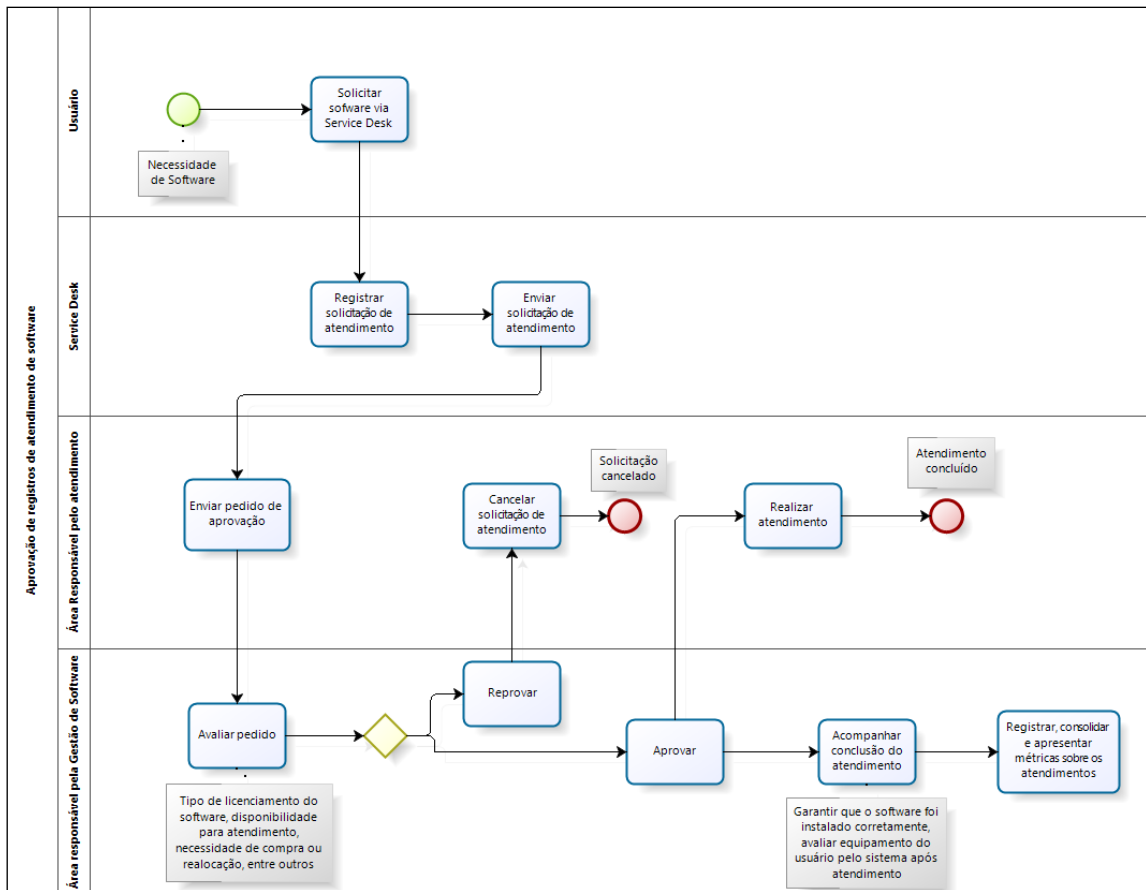 Aprovação de registros de atendimento de software
Usuário
Solicitar
sofware via
Service Desk
Necessidade
de Software
Service Desk
Registrar
solicitação de
atendimento
Enviar
solicitação de
atendimento
Área Responsável pelo atendimento
Enviar pedido de
aprovação
Cancelar
solicitação de
atendimento
Solicitação
cancelado
Realizar
atendimento
Atendimento
concluído
Área responsável pela Gestão de Software
Avaliar pedido
Tipo de licenciamento do
software, disponibilidade
para atendimento,
necessidade de compra ou
realocação, entre outros
Reprovar
Aprovar
Acompanhar
conclusão do
atendimento
Garantir que o software foi
instalado corretamente,
avaliar equipamento do
usuário pelo sistema após
atendimento
Registrar, consolidar
e apresentar
métricas sobre os
atendimentos